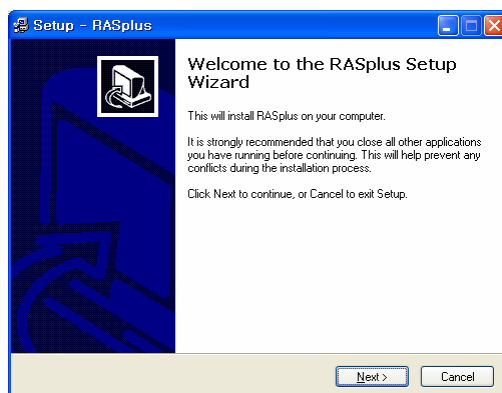 Setup - RASplus
Welcome to the RASplus Setup
Wizard
This will install RASplus on your computer.
It is strongly recommended that you close all other applications
you have running before continuing. This will help prevent any
conflicts during the installation process.
Click Next to continue, or Cancel to exit Setup.
Next >
Cancel